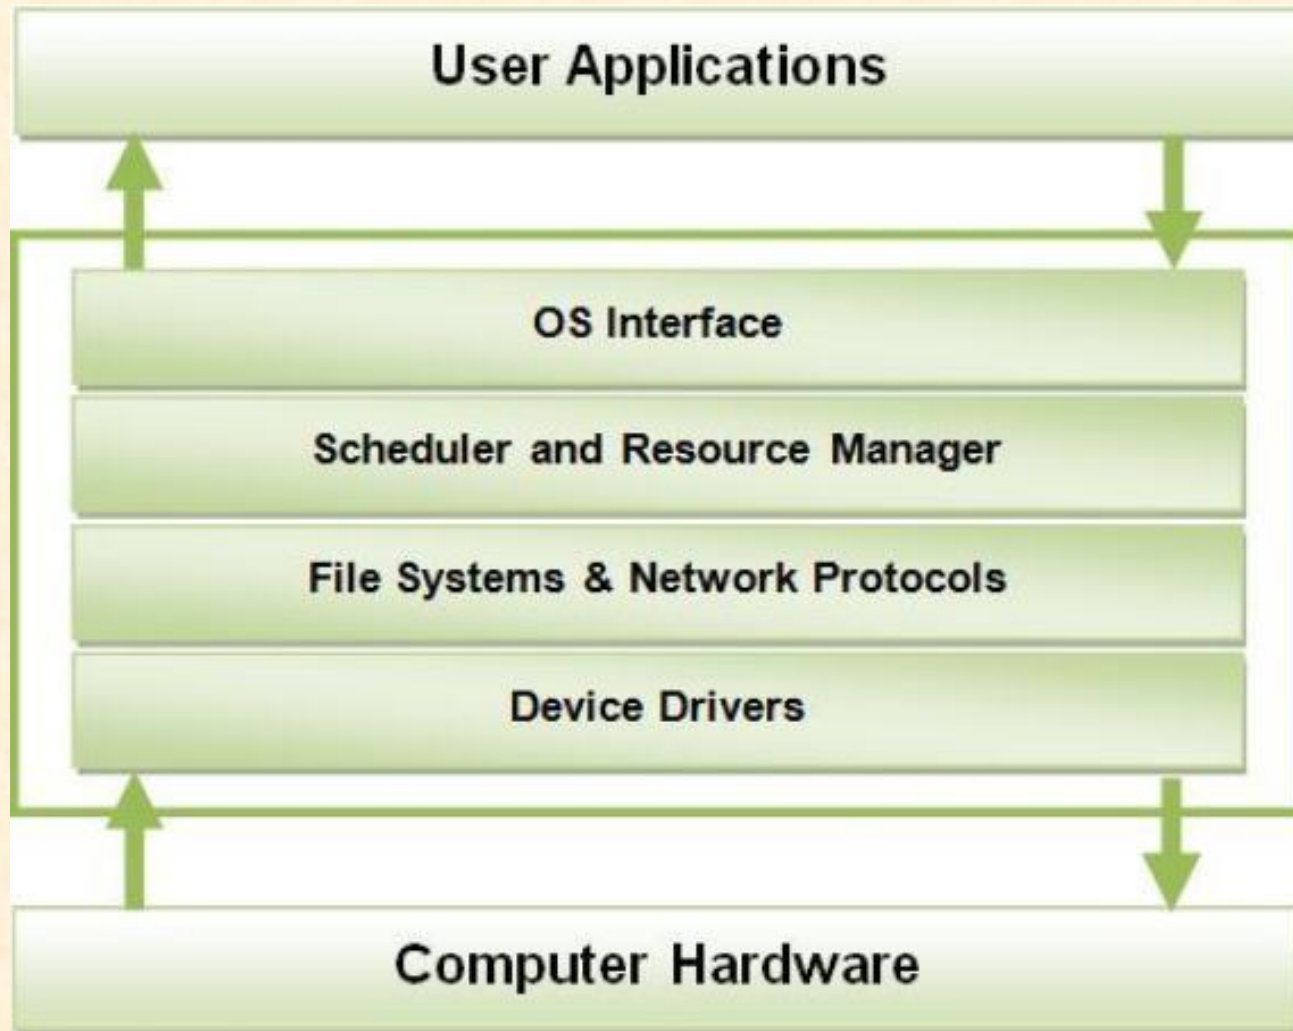 User Applications
OS Interface
Scheduler and Resource Manager
File Systems & Network Protocols
Device Drivers
Computer Hardware